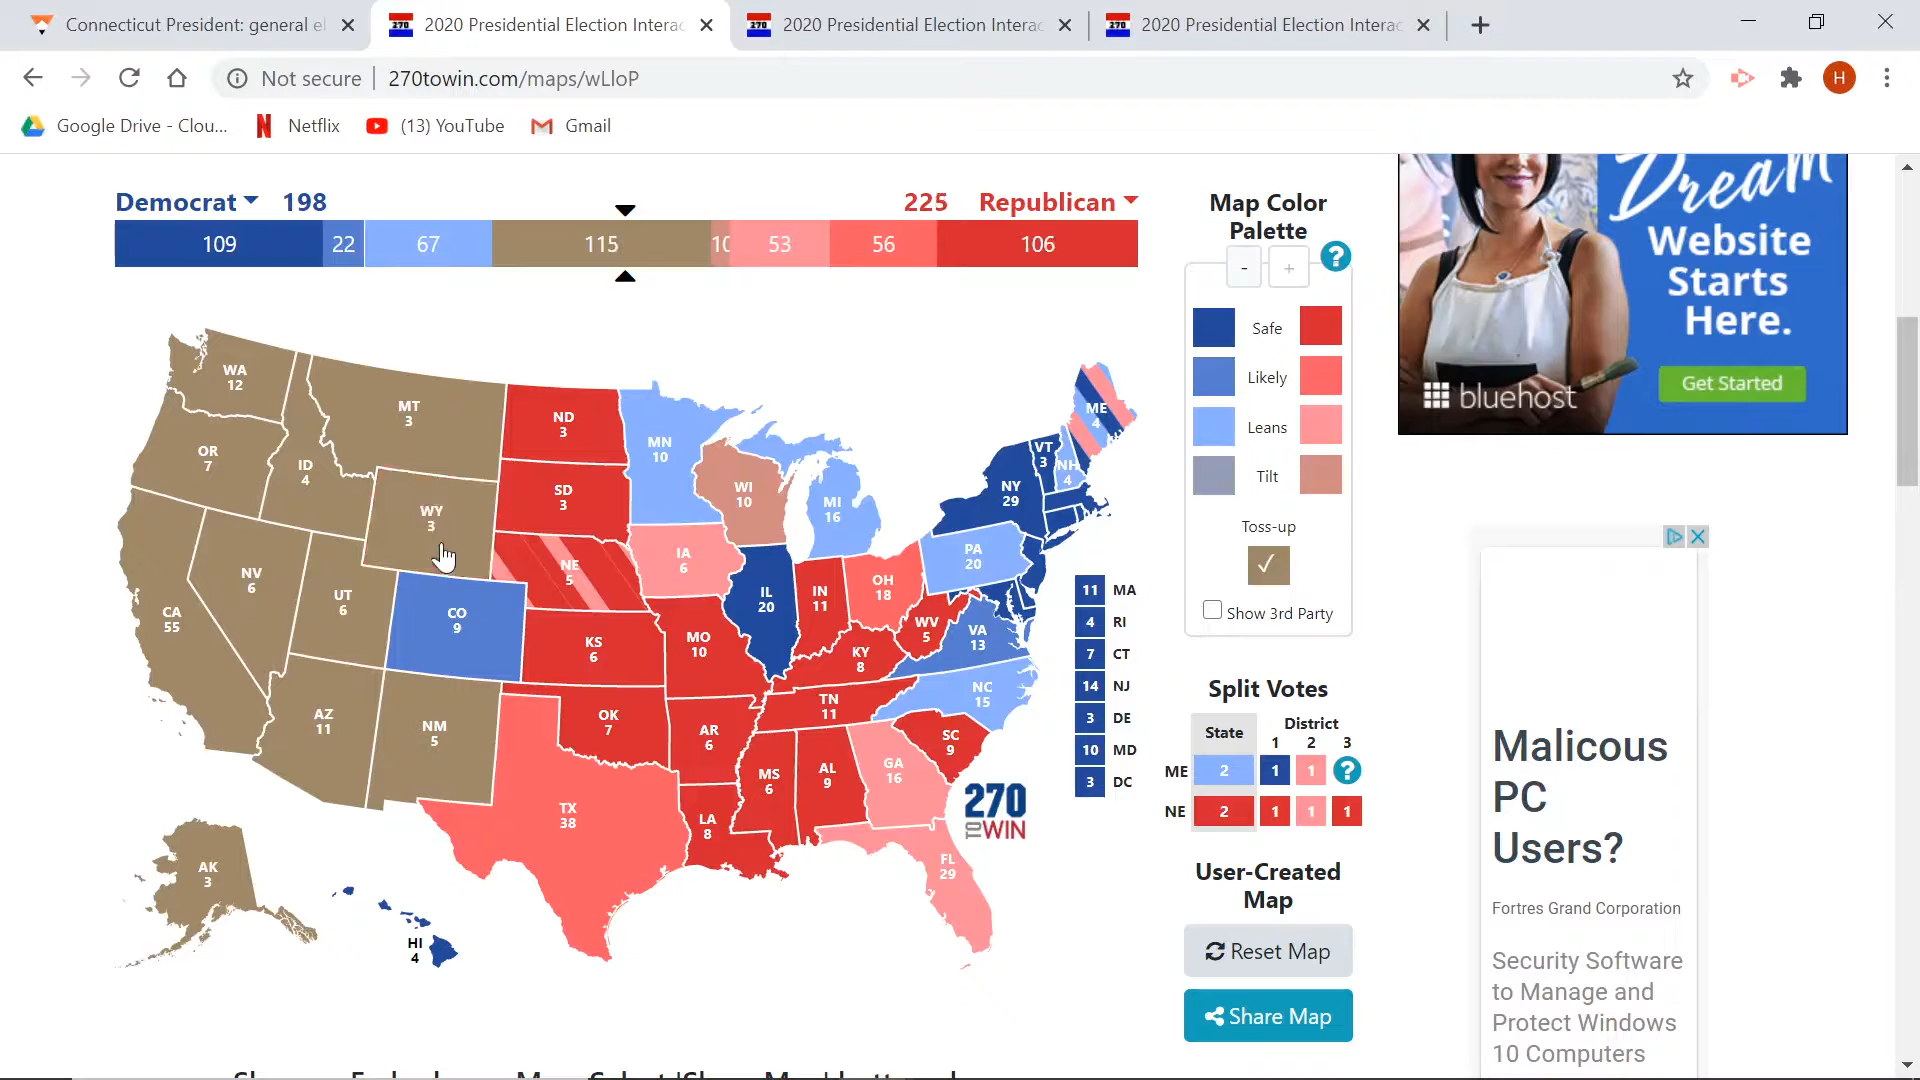 Connecticut President: general el
2020 Presidential Election Interac
2020 Presidential Election Interac
2020 Presidential Election Interac
Not secure
270towin.com/maps/wLloP
H
Google Drive - Clou...
Netflix
(13) YouTube
Gmail
Democrat 198
225 Republican
109 22 67 115 10 53 56 106
Map Color
Palette
- + ?
Safe
Likely
Leans
Tilt
Toss-up
Show 3rd Party
WA
12
OR
7
ID
4
MT
3
WY
3
NV
6
CA
55
UT
6
CO
9
AZ
11
NM
5
AK
3
HI
4
ND
3
SD
3
NE
5
KS
6
OK
7
TX
38
MN
10
IA
6
MO
10
AR
6
LA
8
WI
10
IL
20
MI
16
IN
11
OH
18
KY
8
TN
11
MS
6
AL
9
GA
16
FL
29
SC
9
NC
15
VA
13
WV
5
PA
20
NY
29
VT
3
NH
4
ME
4
11 MA
4 RI
7 CT
14 NJ
3 DE
10 MD
3 DC
270
TO WIN
Split Votes
State
District
1 2 3
ME 2 1 1 ?
NE 2 1 1 1
User-Created
Map
Reset Map
Share Map
Dream
Website
Starts
Here.
bluehost
Get Started
Malicous
PC
Users?
Fortres Grand Corporation
Security Software
to Manage and
Protect Windows
10 Computers